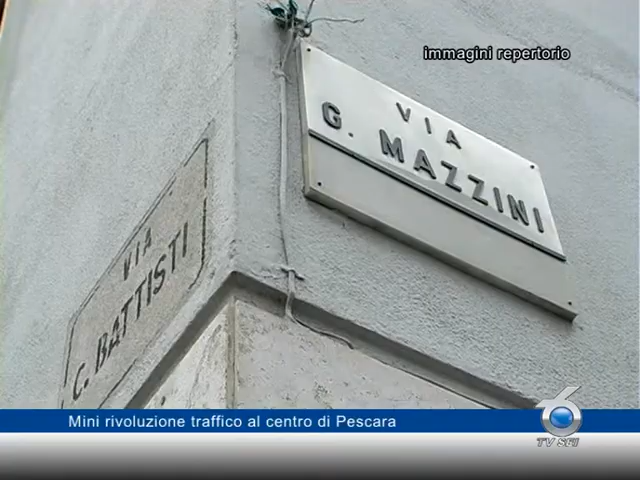 immagini repertorio
VIA
G. MAZZINI
VIA
C. BATTISTI
Mini rivoluzione traffico al centro di Pescara
6
TV SEI